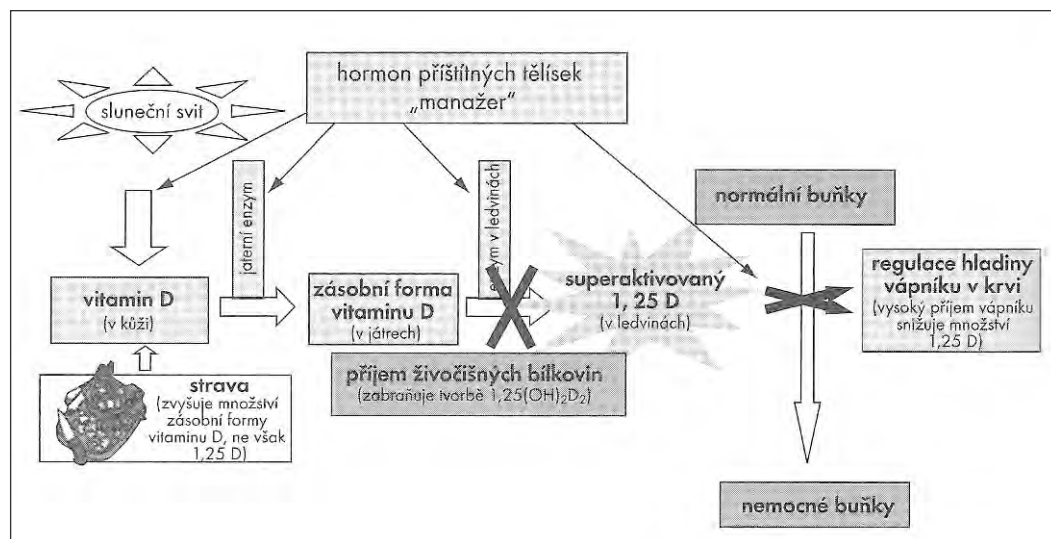 hormon příštítných tělísek
„manažer"
sluneční svit
jaterní enzym
v ledvinách
normální buňky
vitamin D
(v kůži)
zásobní forma
vitaminu D
(v játrech)
superaktivovaný
1, 25 D
(v ledvinách)
regulace hladiny
vápníku v krvi
(vysoký příjem vápníku
snižuje množství
1,25 D)
příjem živočišných bílkovin
(zabraňuje tvorbě 1,25(OH)₂D₂)
strava
(zvyšuje množství
zásobní formy
vitaminu D, ne však
1,25 D)
nemocné buňky